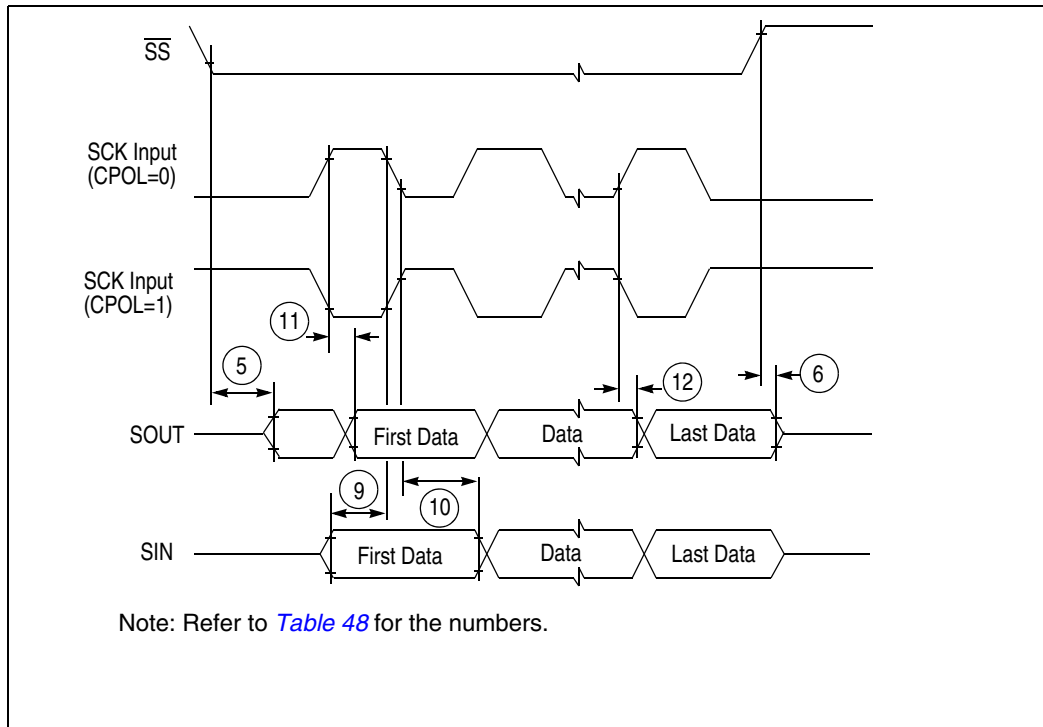 SS
SCK Input
(CPOL=0)
SCK Input
(CPOL=1)
11
5
12
6
SOUT
First Data
Data
Last Data
9
10
SIN
First Data
Data
Last Data
Note: Refer to Table 48 for the numbers.